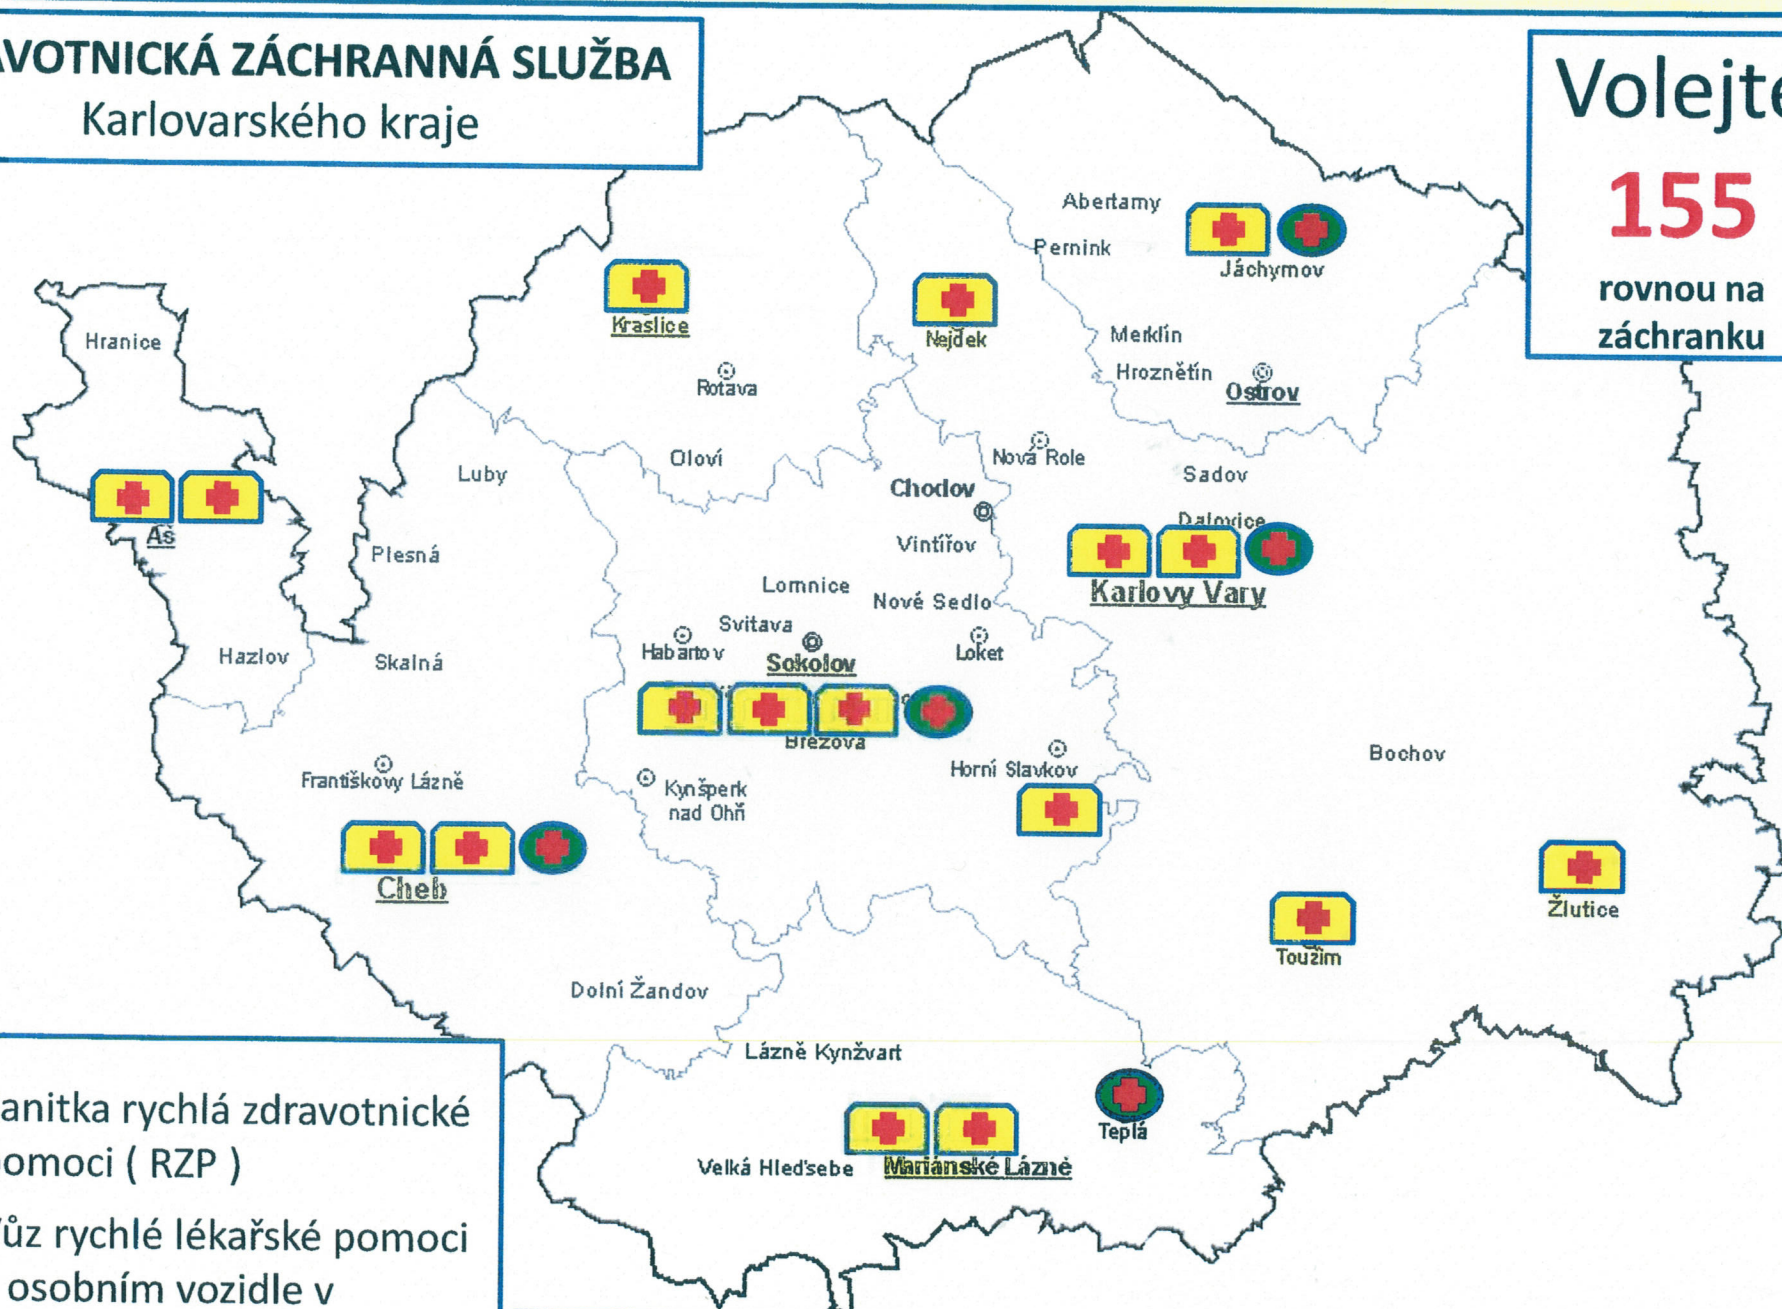 AVOTNICKÁ ZÁCHRANNÁ SLUŽBA
Karlovarského kraje
Volejte
155
rovnou na
záchranku
Abertamy
Pernink
Jáchymov
Kraslice
Nejdek
Hranice
Merklín
Hroznětín
Ostrov
Rotava
Oloví
Luby
Nová Role
Sadov
Chodov
Dalovice
Aš
Plesná
Vintířov
Karlovy Vary
Lomnice
Nové Sedlo
Svitava
Habartov
Sokolov
Loket
Hazlov
Skalná
Březová
Bochov
Františkovy Lázně
Horní Slavkov
Kynšperk
nad Ohň
Cheb
Žlutice
Toužim
Dolní Žandov
Lázně Kynžvart
Teplá
Velká Hleďsebe
Mariánské Lázně
anitka rychlá zdravotnické
pomoci ( RZP )
ůz rychlé lékařské pomoci
osobním vozidle v